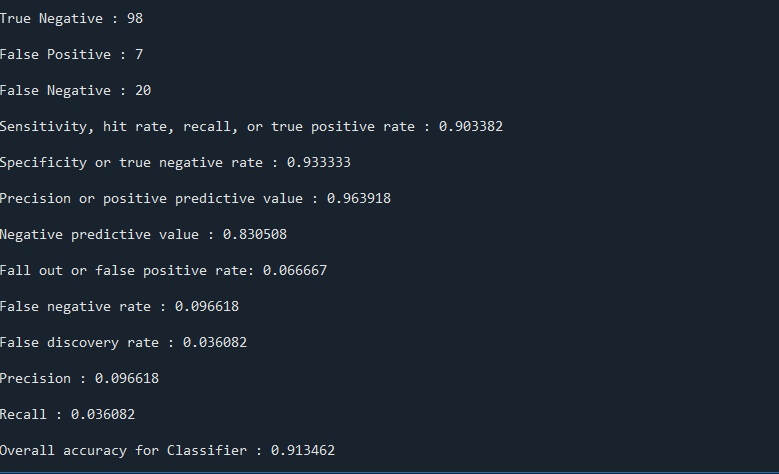 True Negative : 98
False Positive : 7
False Negative : 20
Sensitivity, hit rate, recall, or true positive rate : 0.903382
Specificity or true negative rate : 0.933333
Precision or positive predictive value : 0.963918
Negative predictive value : 0.830508
Fall out or false positive rate: 0.066667
False negative rate : 0.096618
False discovery rate : 0.036082
Precision : 0.096618
Recall : 0.036082
Overall accuracy for Classifier : 0.913462